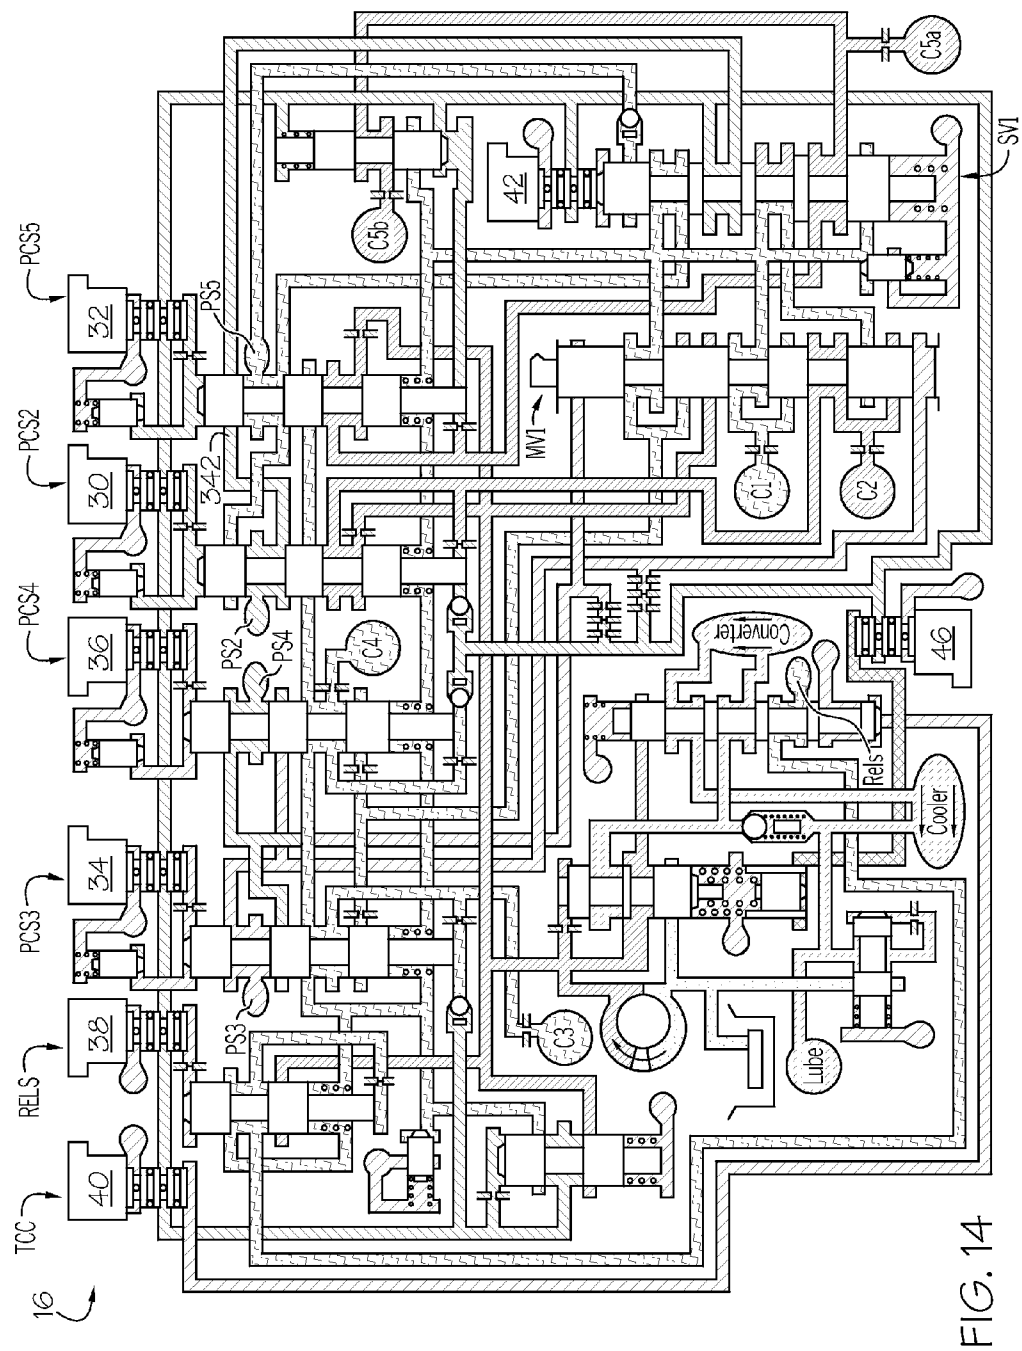 16
TCC
40
RELS
38
PCS3
34
PCS4
36
PCS2
30
PCS5
32
PS3
PS4
PS2
342
PS5
C4
C5b
C3
42
MV1
C1
C2
C5a
SV1
Converter
Rels
46
Cooler
Lube
FIG. 14